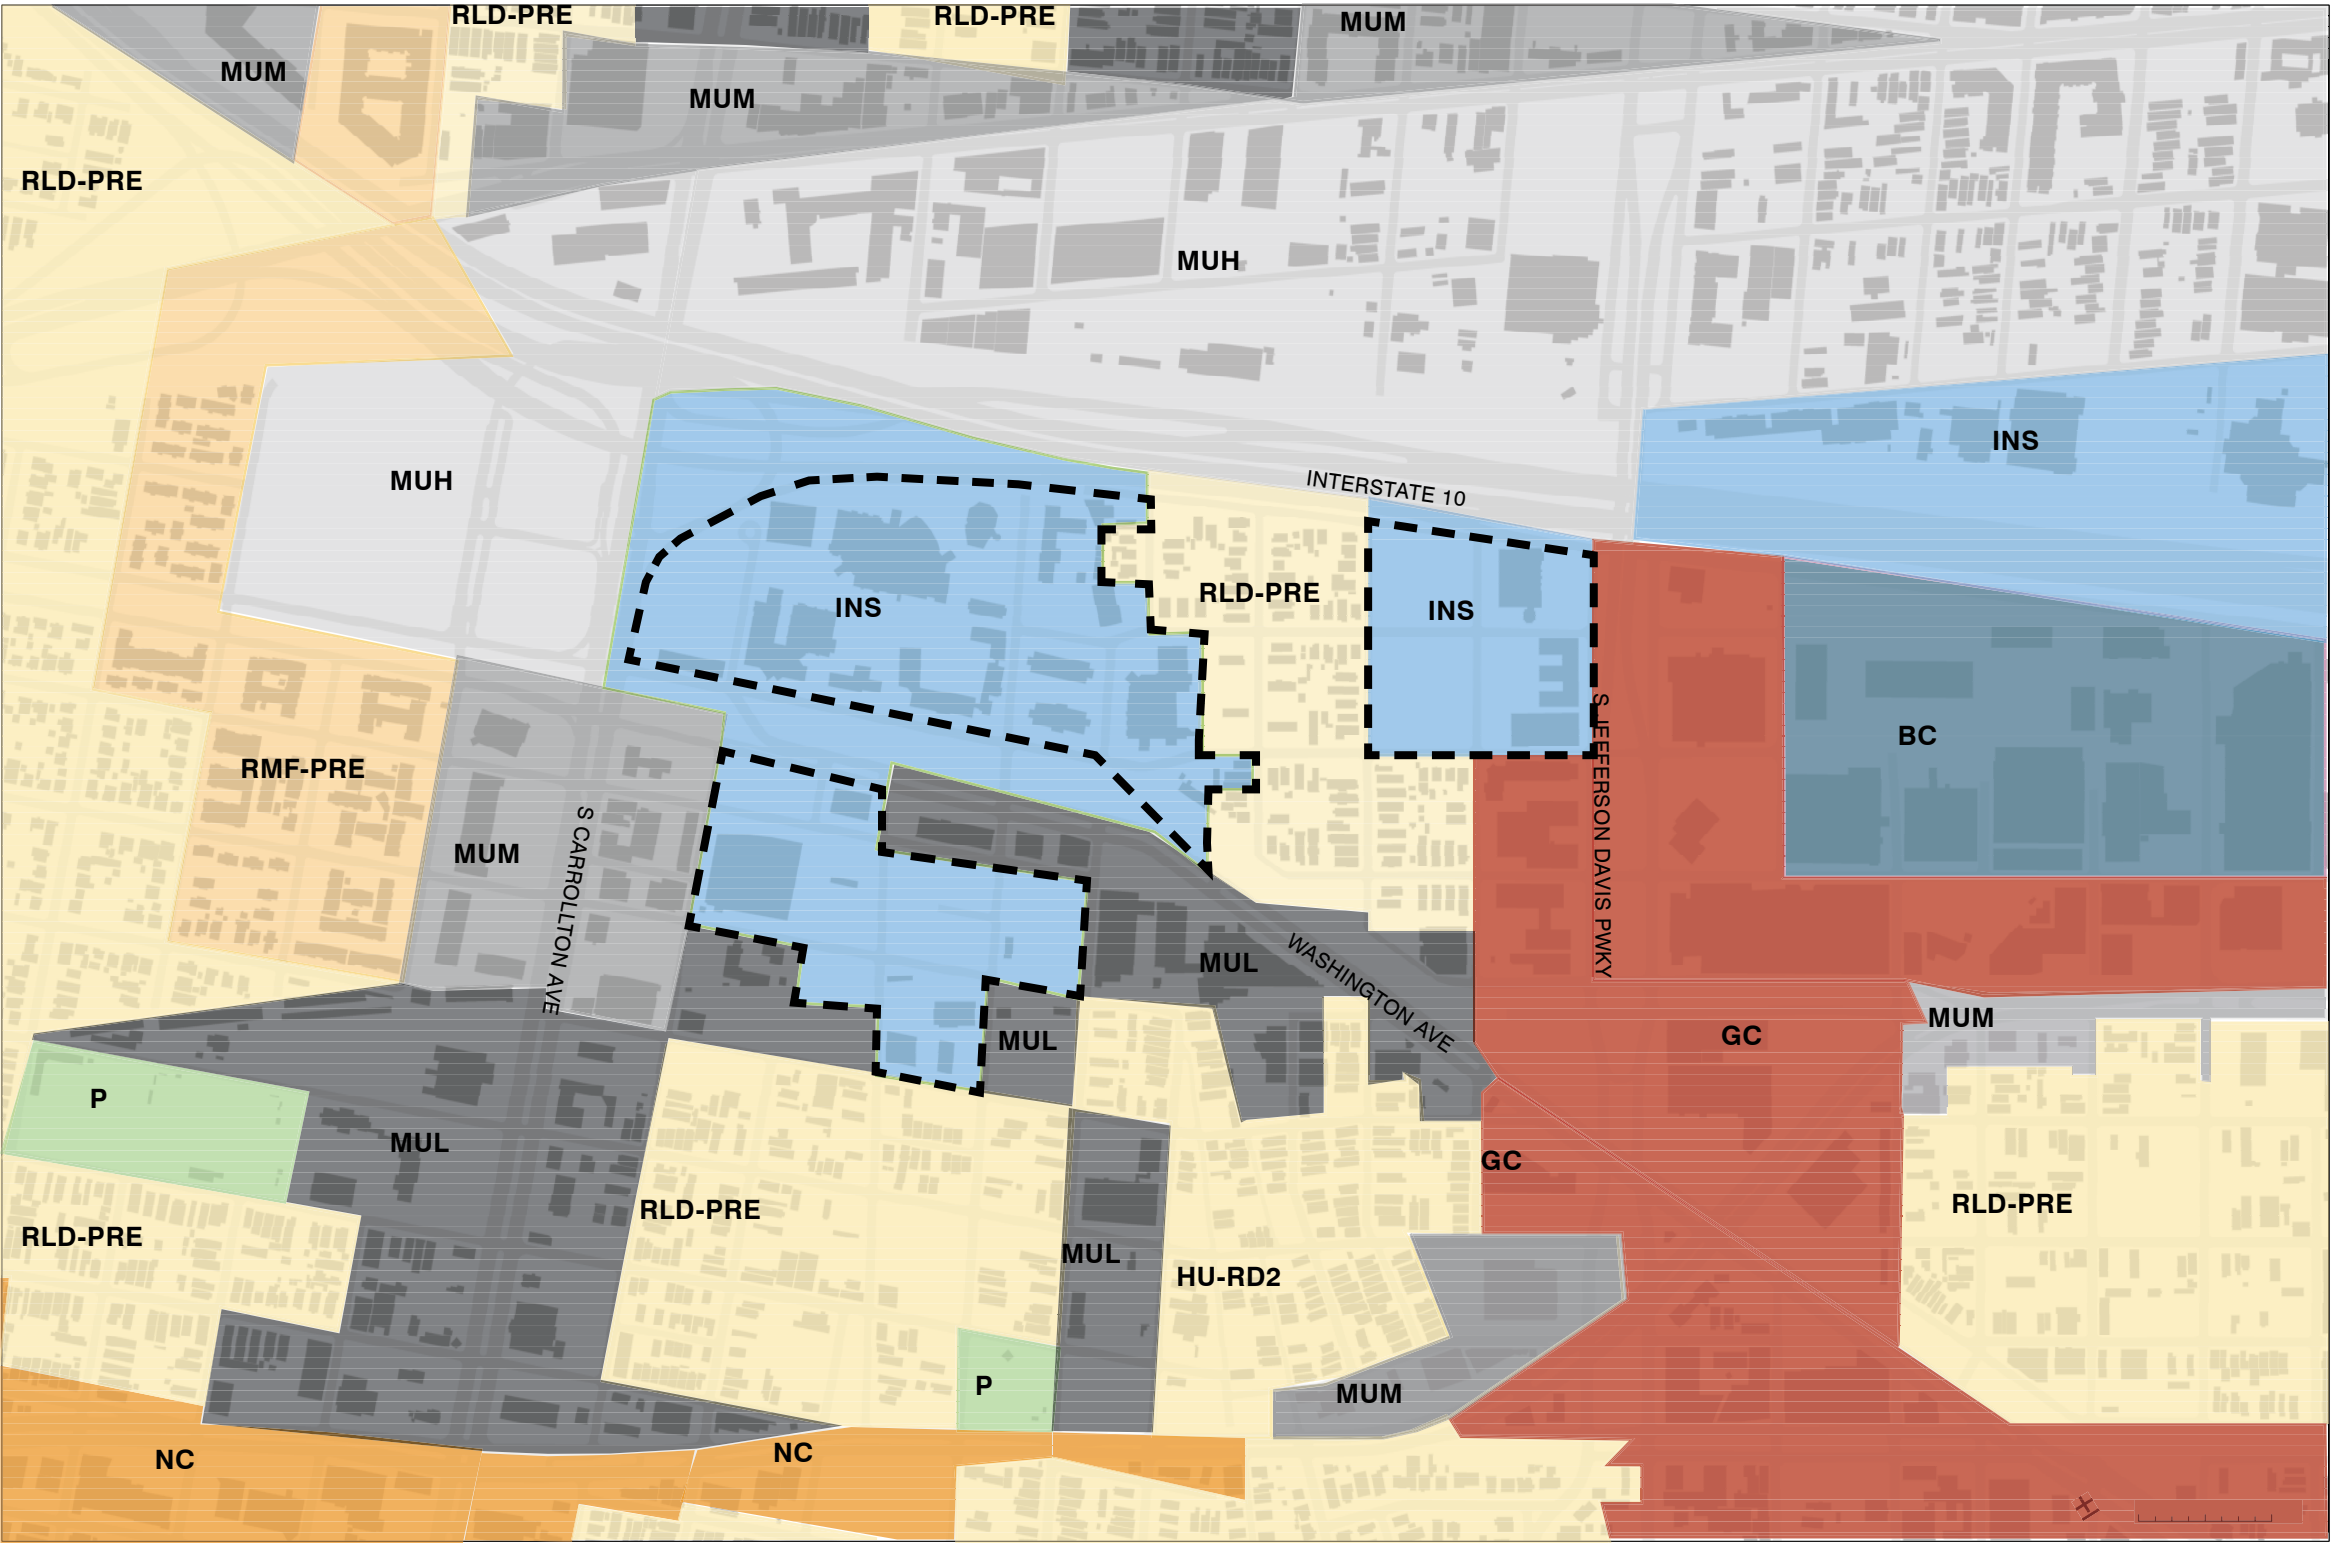 RLD-PRE
RLD-PRE
MUM
MUM
MUM
RLD-PRE
MUH
INS
MUH
INTERSTATE 10
RLD-PRE
INS
INS
BC
RMF-PRE
S JEFFERSON DAVIS PWKY
MUM
S CARROLLTON AVE
MUL
WASHINGTON AVE
MUM
GC
MUL
P
MUL
GC
RLD-PRE
RLD-PRE
RLD-PRE
MUL
HU-RD2
P
MUM
NC
NC